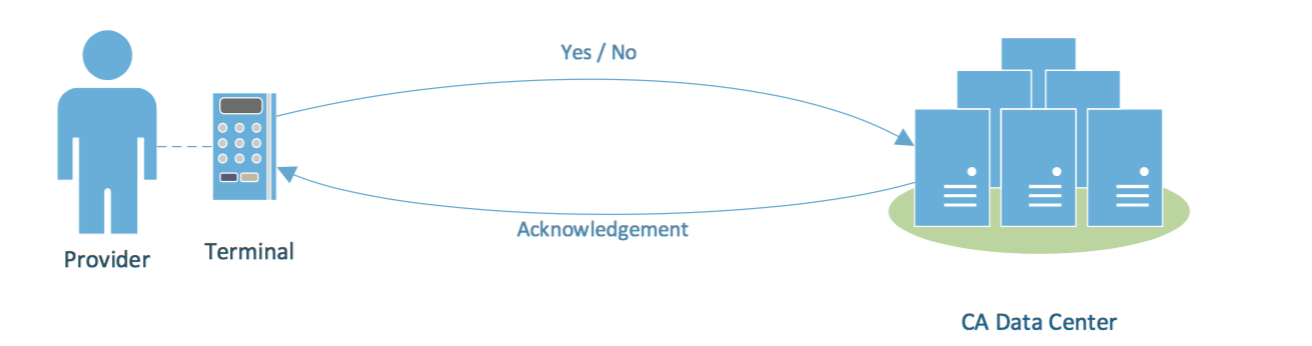 Yes / No
Acknowledgement
Provider
Terminal
CA Data Center